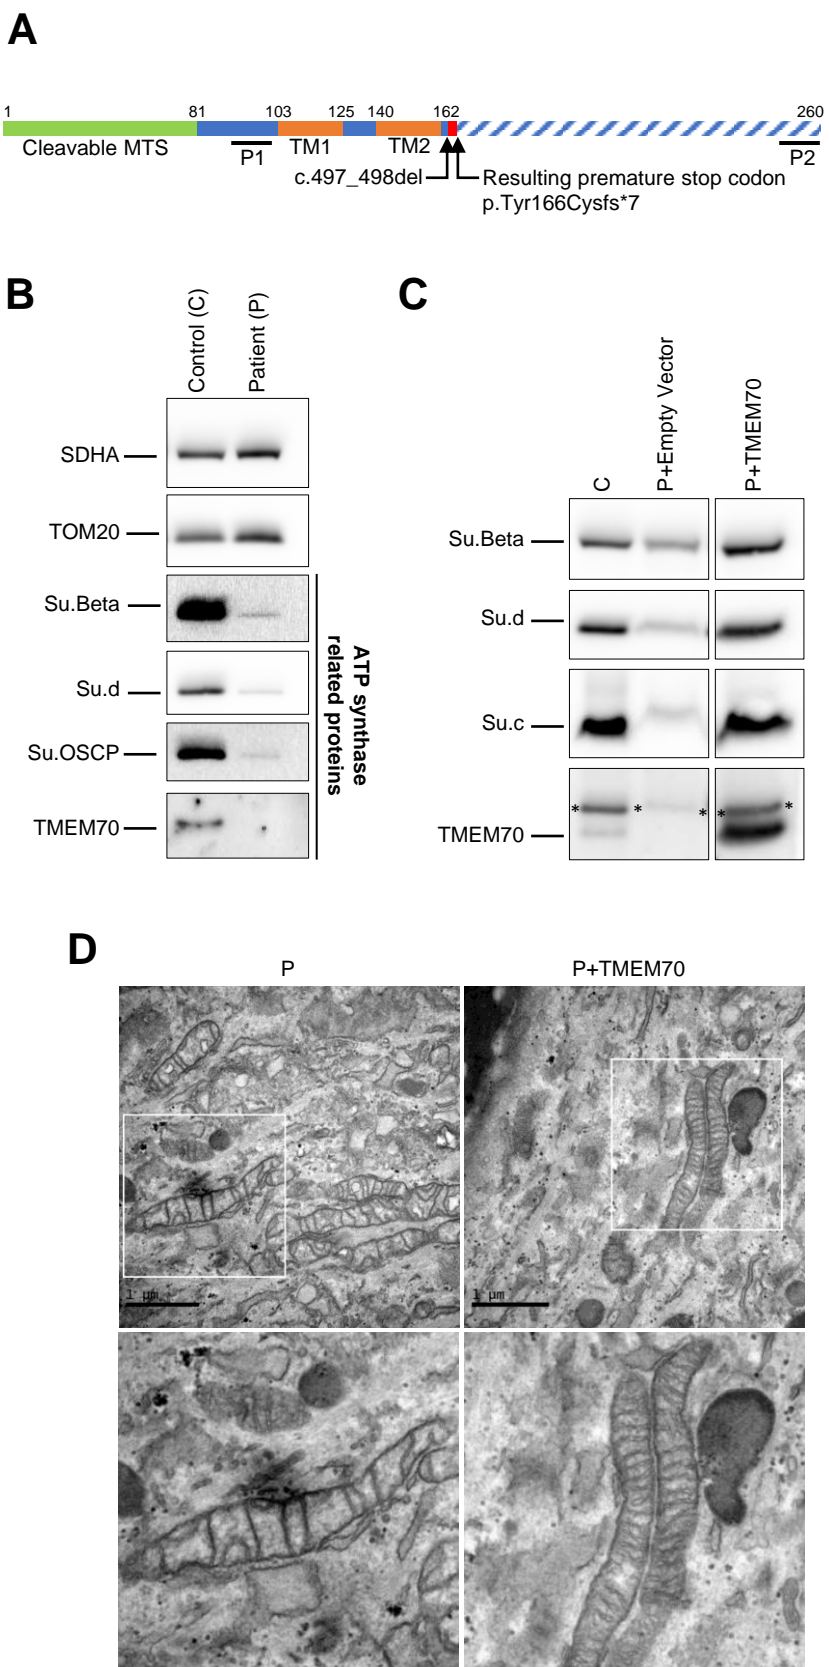 A
1 81 103 125 140 162 260
Cleavable MTS P1 TM1 TM2 P2
c.497_498del Resulting premature stop codon
p.Tyr166Cysfs*7
B
Control (C)
Patient (P)
SDHA
TOM20
Su.Beta
Su.d
Su.OSCP
TMEM70
ATP synthase
related proteins
C
C
P+Empty Vector
P+TMEM70
Su.Beta
Su.d
Su.c
* * * * *
TMEM70
D
P P+TMEM70
1 µm 1 µm